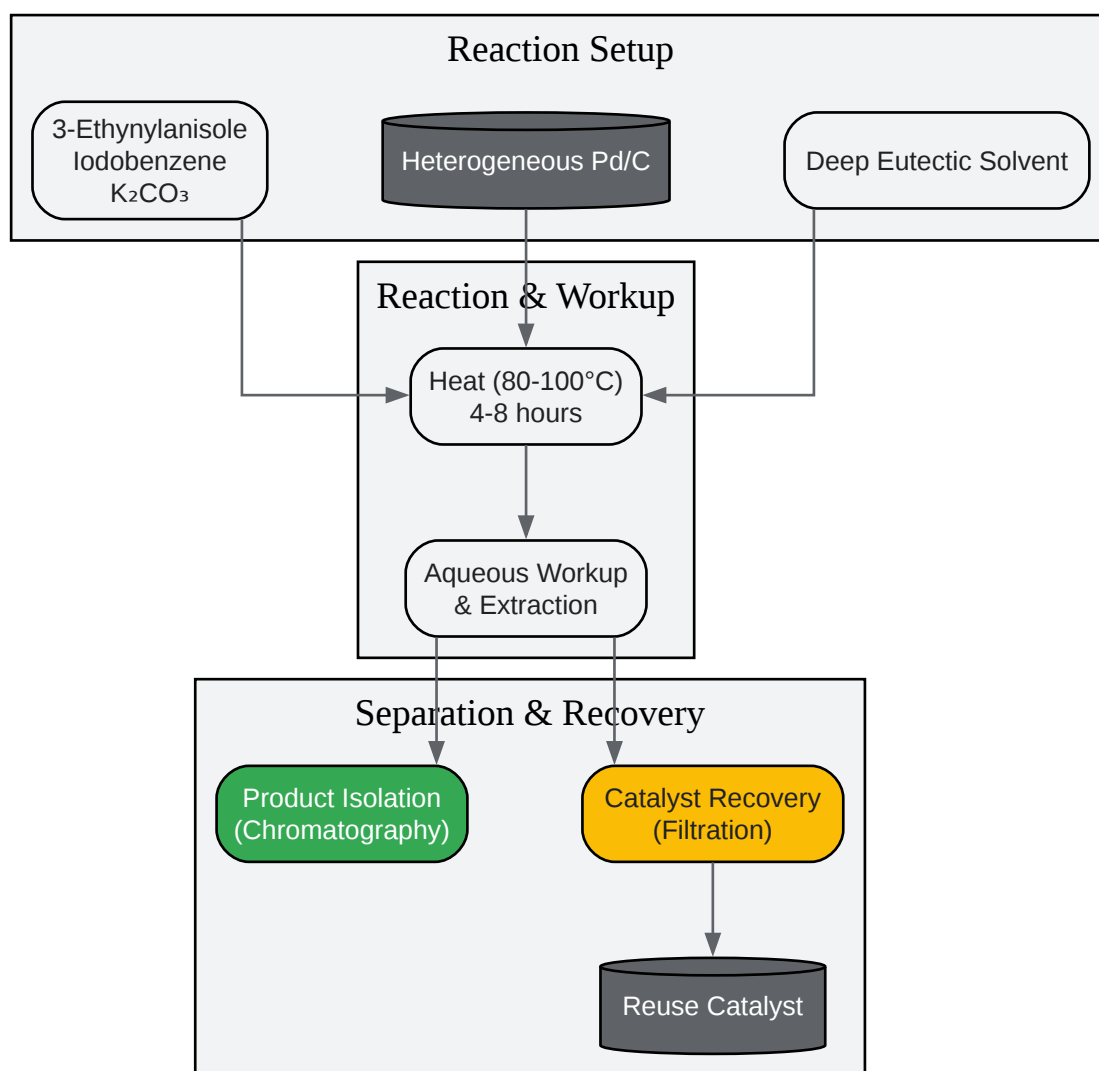 Reaction Setup
3-Ethynylanisole
Iodobenzene
K₂CO₃
Heterogeneous Pd/C
Deep Eutectic Solvent
Reaction & Workup
Heat (80-100°C)
4-8 hours
Aqueous Workup
& Extraction
Separation & Recovery
Product Isolation
(Chromatography)
Catalyst Recovery
(Filtration)
Reuse Catalyst